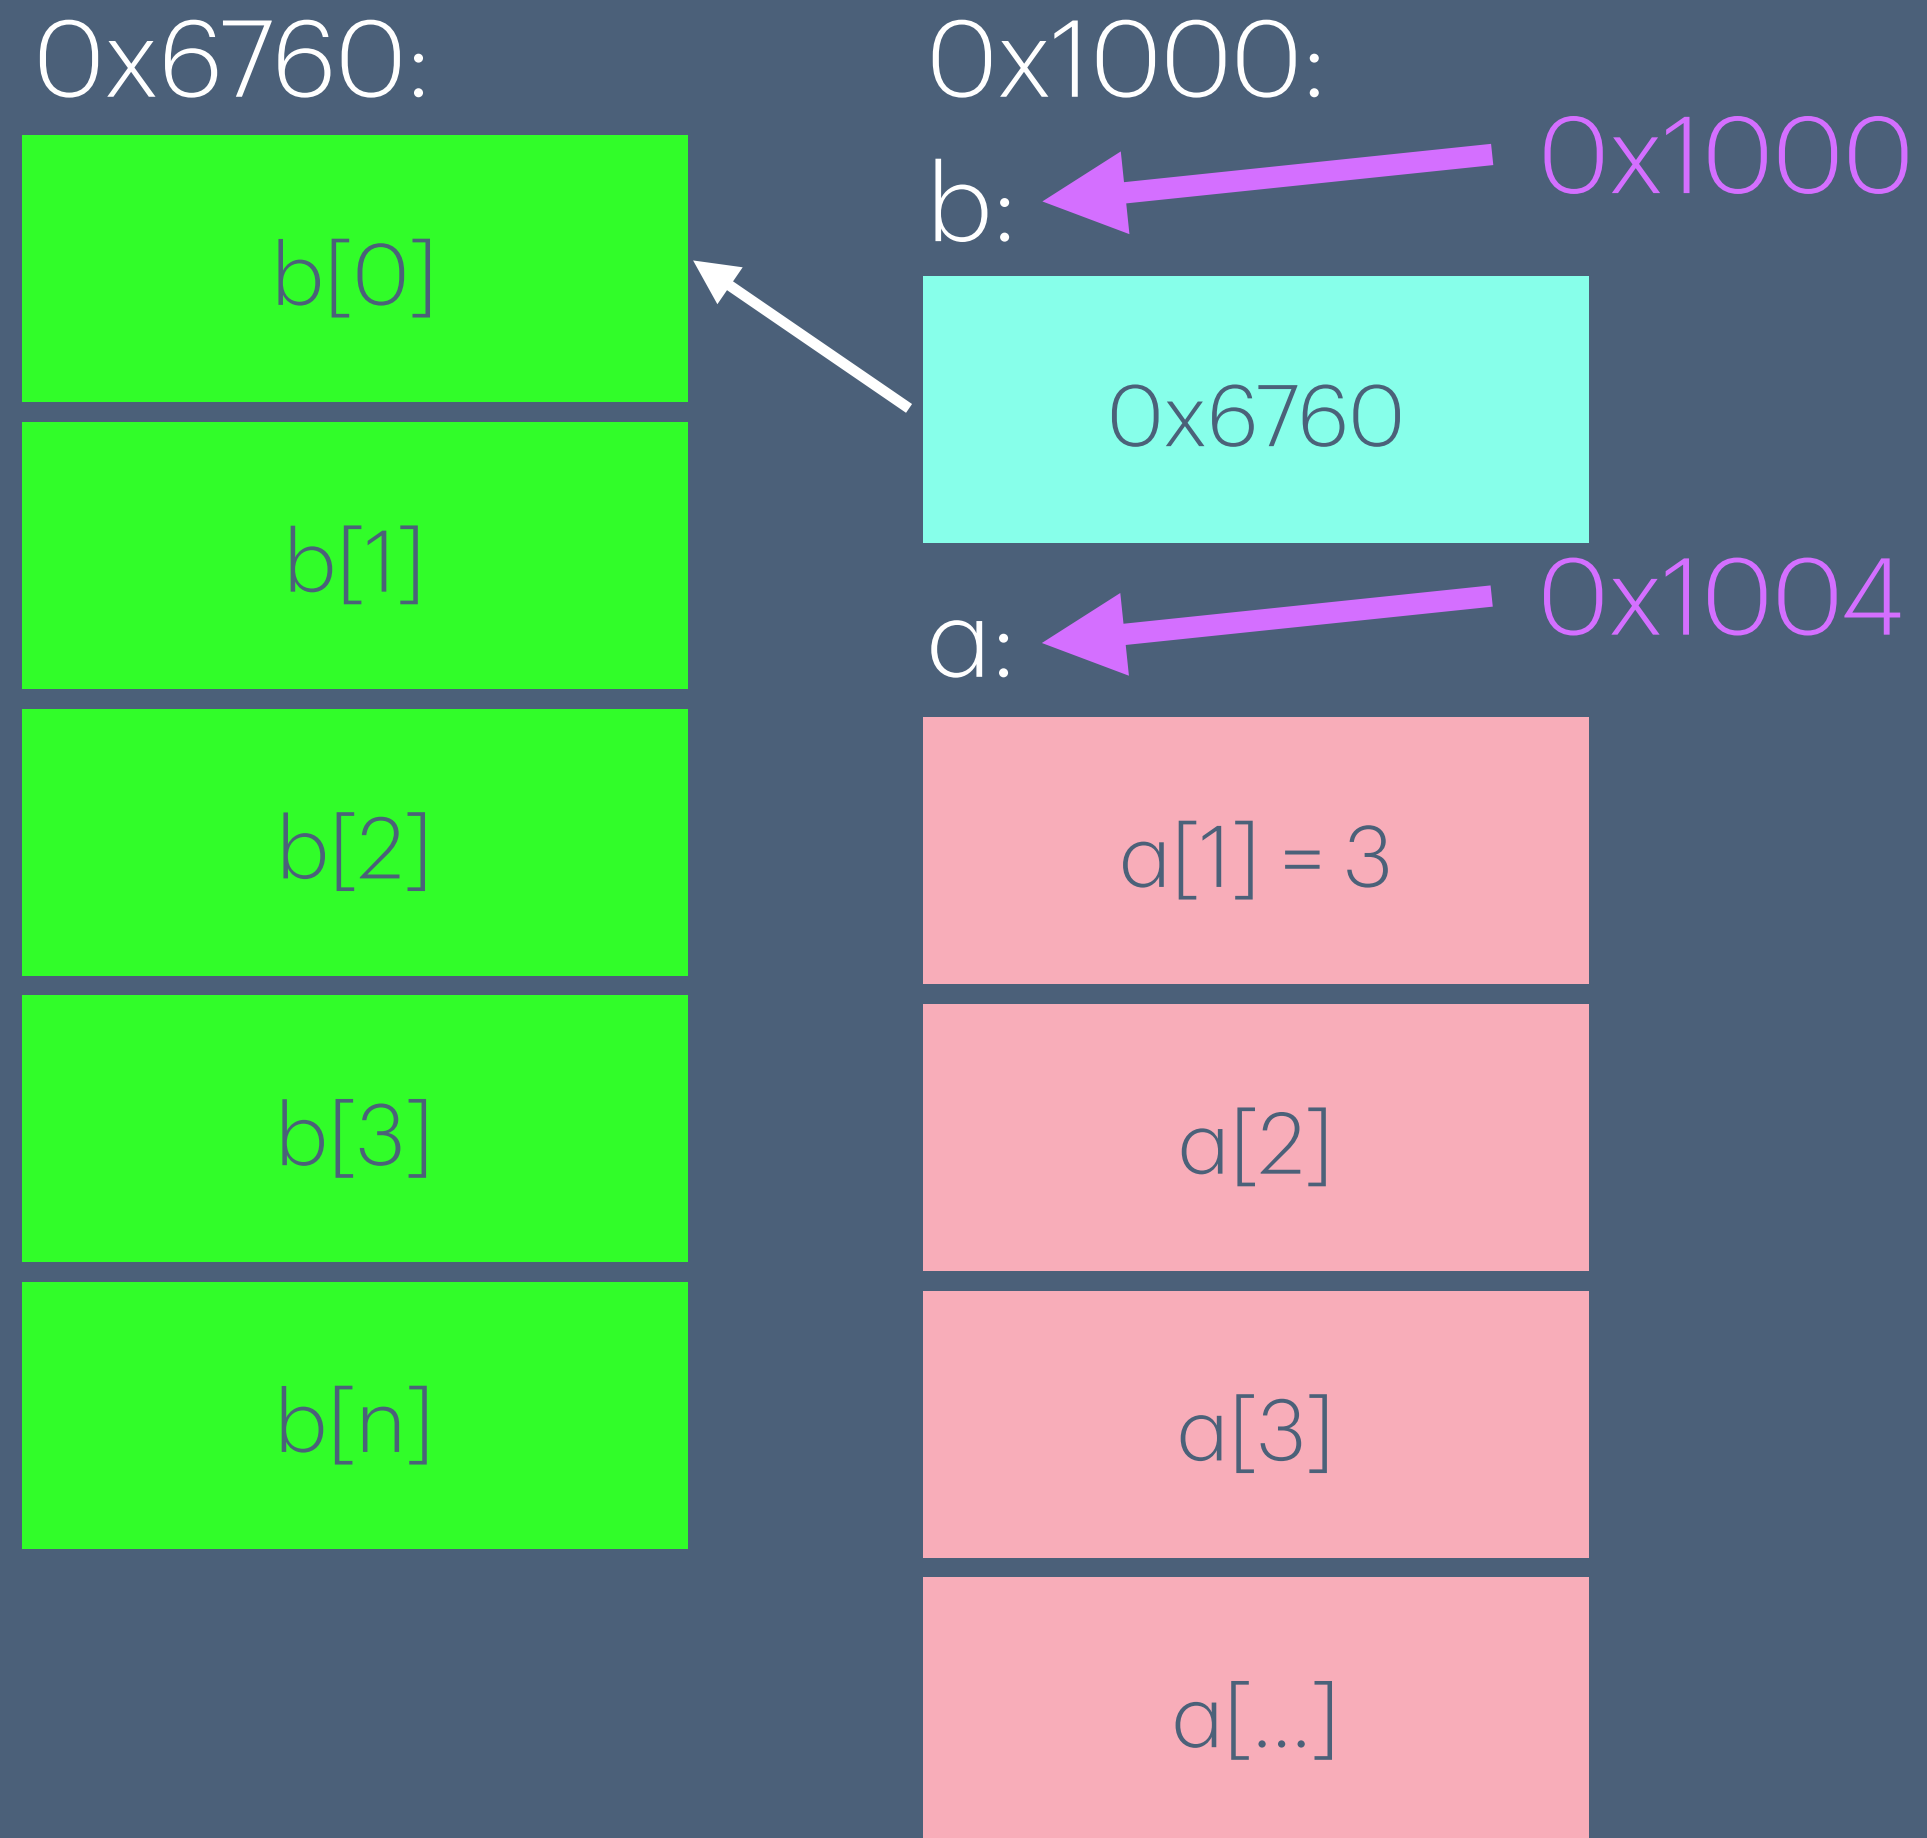 0x6760:
b[0]
b[1]
b[2]
b[3]
b[n]
0x1000:
b:
0x1000
0x6760
a:
0x1004
a[1] = 3
a[2]
a[3]
a[...]